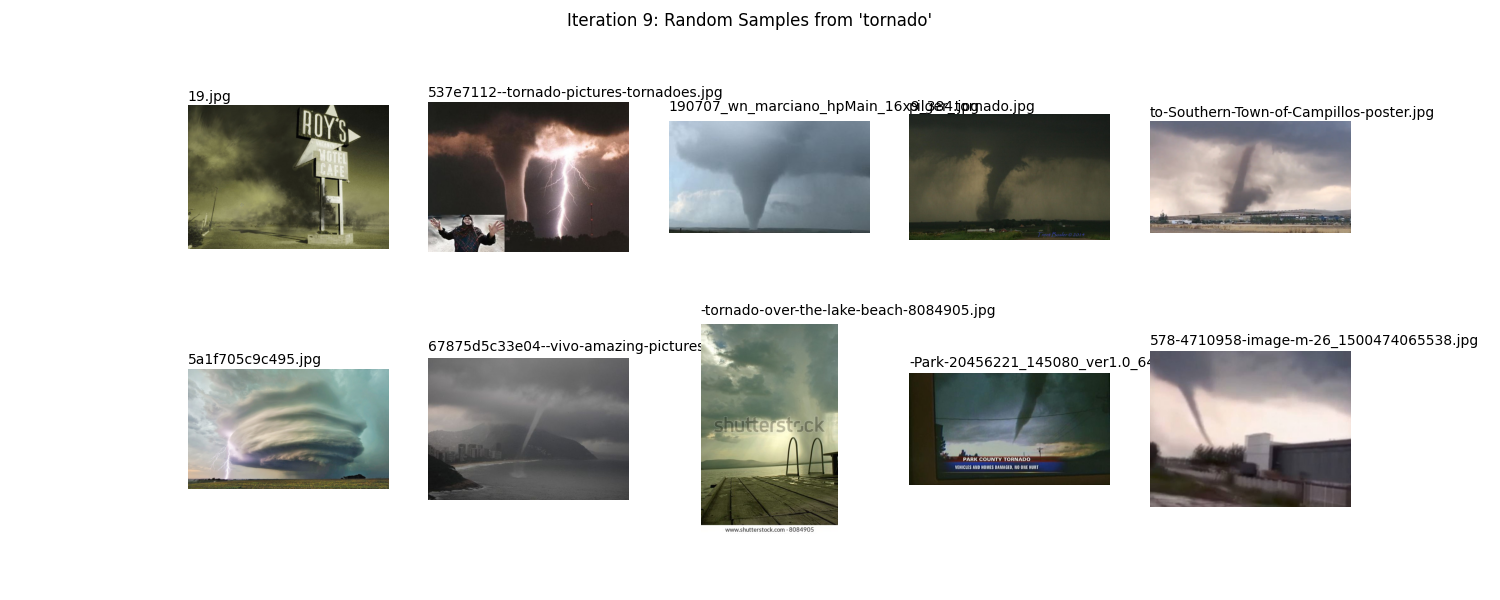 Iteration 9: Random Samples from 'tornado'
19.jpg
537e7112--tornado-pictures-tornadoes.jpg
190707_wn_marciano_hpMain_16x9_384.jpg
pilger-tornado.jpg
to-Southern-Town-of-Campillos-poster.jpg
ROY'S
MOTEL
CAFE
5a1f705c9c495.jpg
67875d5c33e04--vivo-amazing-pictures
-tornado-over-the-lake-beach-8084905.jpg
-Park-20456221_145080_ver1.0_64
578-4710958-image-m-26_1500474065538.jpg
shutterstock
PARK COUNTY TORNADO
VEHICLES AND HOMES DAMAGED, NO ONE HURT
www.shutterstock.com · 8084905